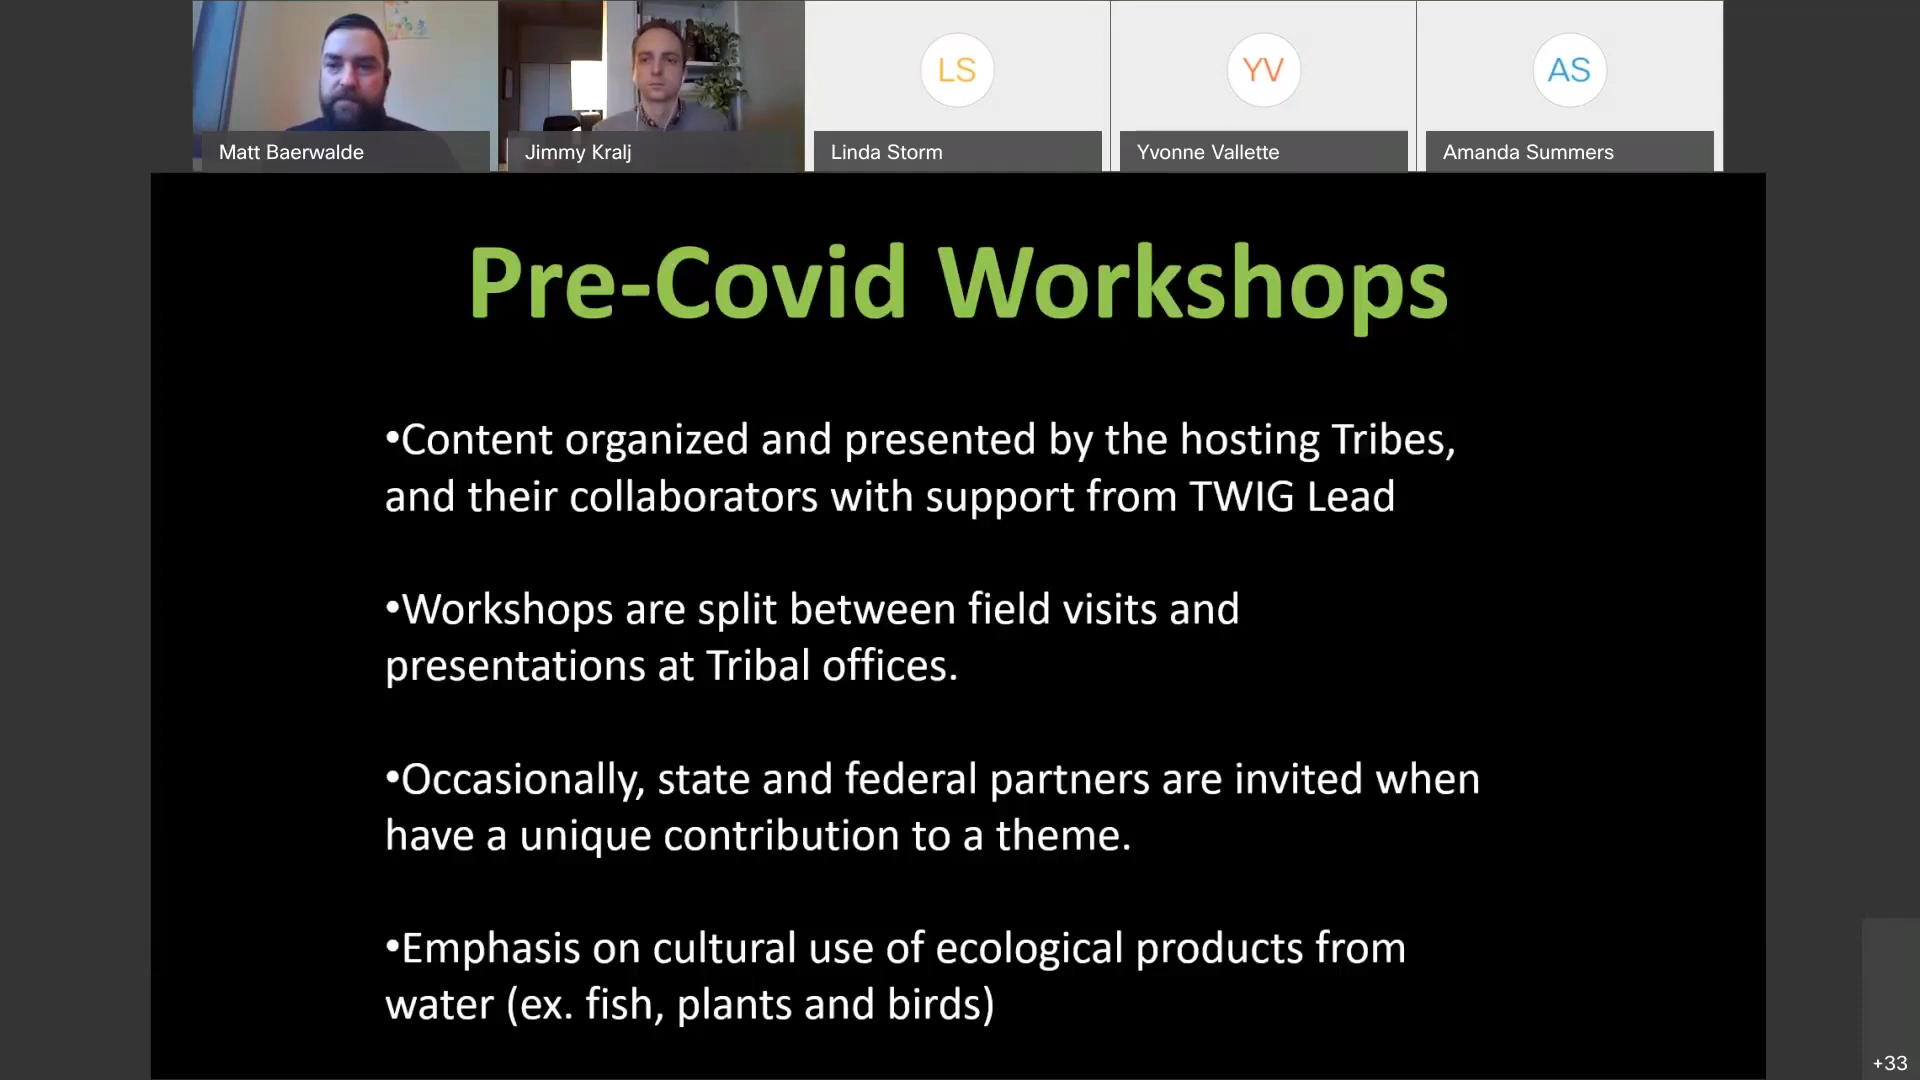 LS
YV
AS
Matt Baerwalde
Jimmy Kralj
Linda Storm
Yvonne Vallette
Amanda Summers
Pre-Covid Workshops
•Content organized and presented by the hosting Tribes,
and their collaborators with support from TWIG Lead
•Workshops are split between field visits and
presentations at Tribal offices.
•Occasionally, state and federal partners are invited when
have a unique contribution to a theme.
•Emphasis on cultural use of ecological products from
water (ex. fish, plants and birds)
+33